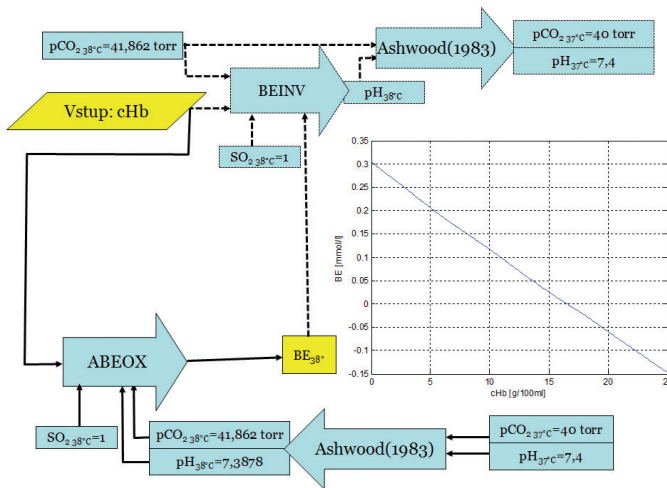 pCO2 38°C=41,862 torr
Ashwood(1983)
pCO2 37°C=40 torr
pH37°C=7,4
BEINV
pH38°C
Vstup: cHb
SO2 38°C=1
0.35
0.3
0.25
0.2
0.15
0.1
0.05
0
-0.05
-0.1
-0.15
BE [mmol/l]
0
5
10
15
20
25
cHb [g/100ml]
ABEOX
BE38°
SO2 38°C=1
pCO2 38°C=41,862 torr
pH38°C=7,3878
Ashwood(1983)
pCO2 37°C=40 torr
pH37°C=7,4